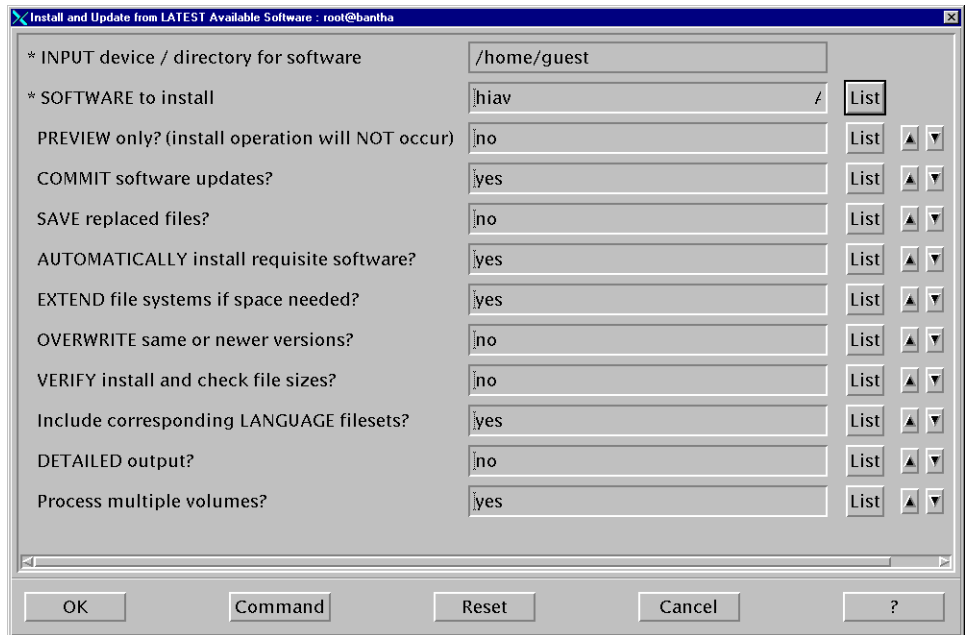 Install and Update from LATEST Available Software : root@bantha
* INPUT device / directory for software /home/guest
* SOFTWARE to install hiav List
PREVIEW only? (install operation will NOT occur) no List
COMMIT software updates? yes List
SAVE replaced files? no List
AUTOMATICALLY install requisite software? yes List
EXTEND file systems if space needed? yes List
OVERWRITE same or newer versions? no List
VERIFY install and check file sizes? no List
Include corresponding LANGUAGE filesets? yes List
DETAILED output? no List
Process multiple volumes? yes List
OK Command Reset Cancel ?